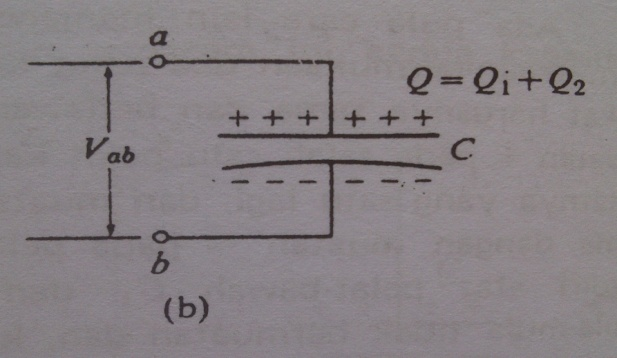 a
Q = Q1 + Q2
+ + + + + +
Vab
C
- - - - - -
b
(b)